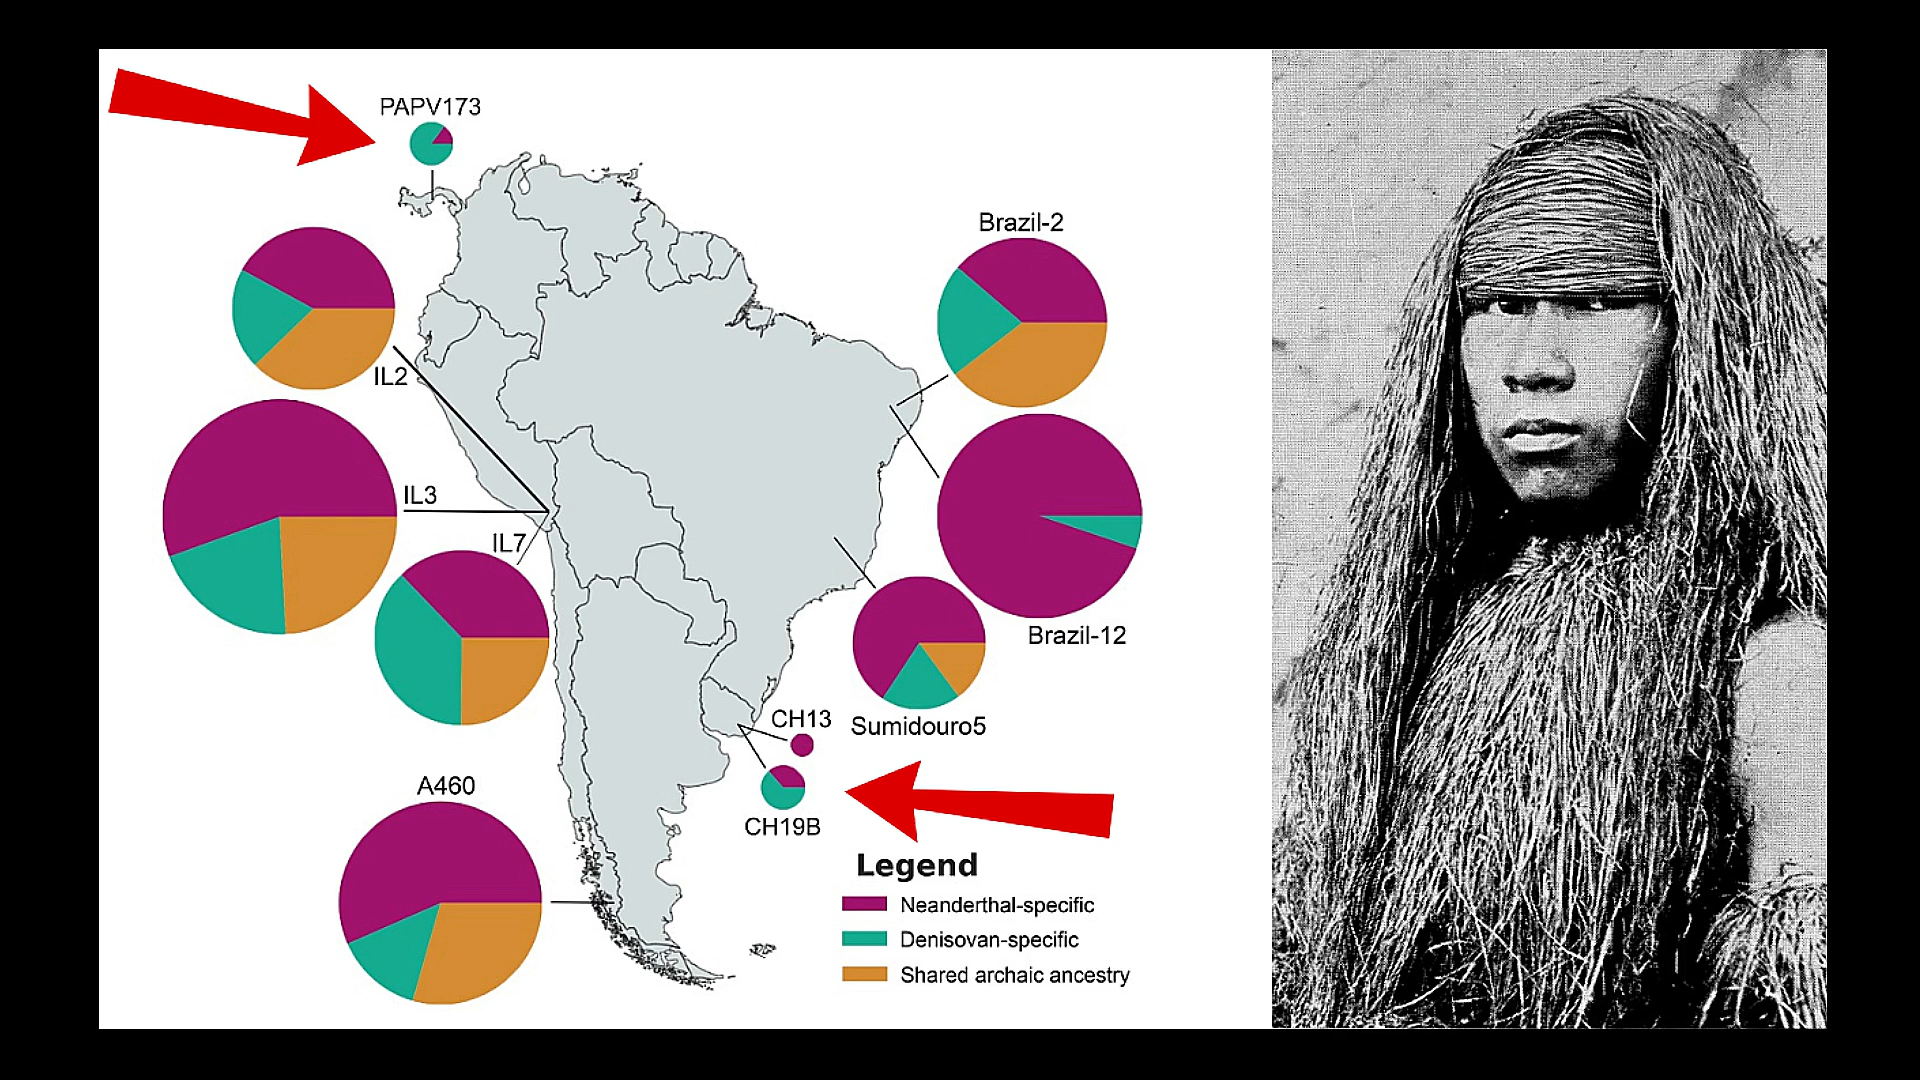 PAPV173
Brazil-2
IL2
IL3
IL7
Brazil-12
CH13
Sumidouro5
A460
CH19B
Legend
Neanderthal-specific
Denisovan-specific
Shared archaic ancestry